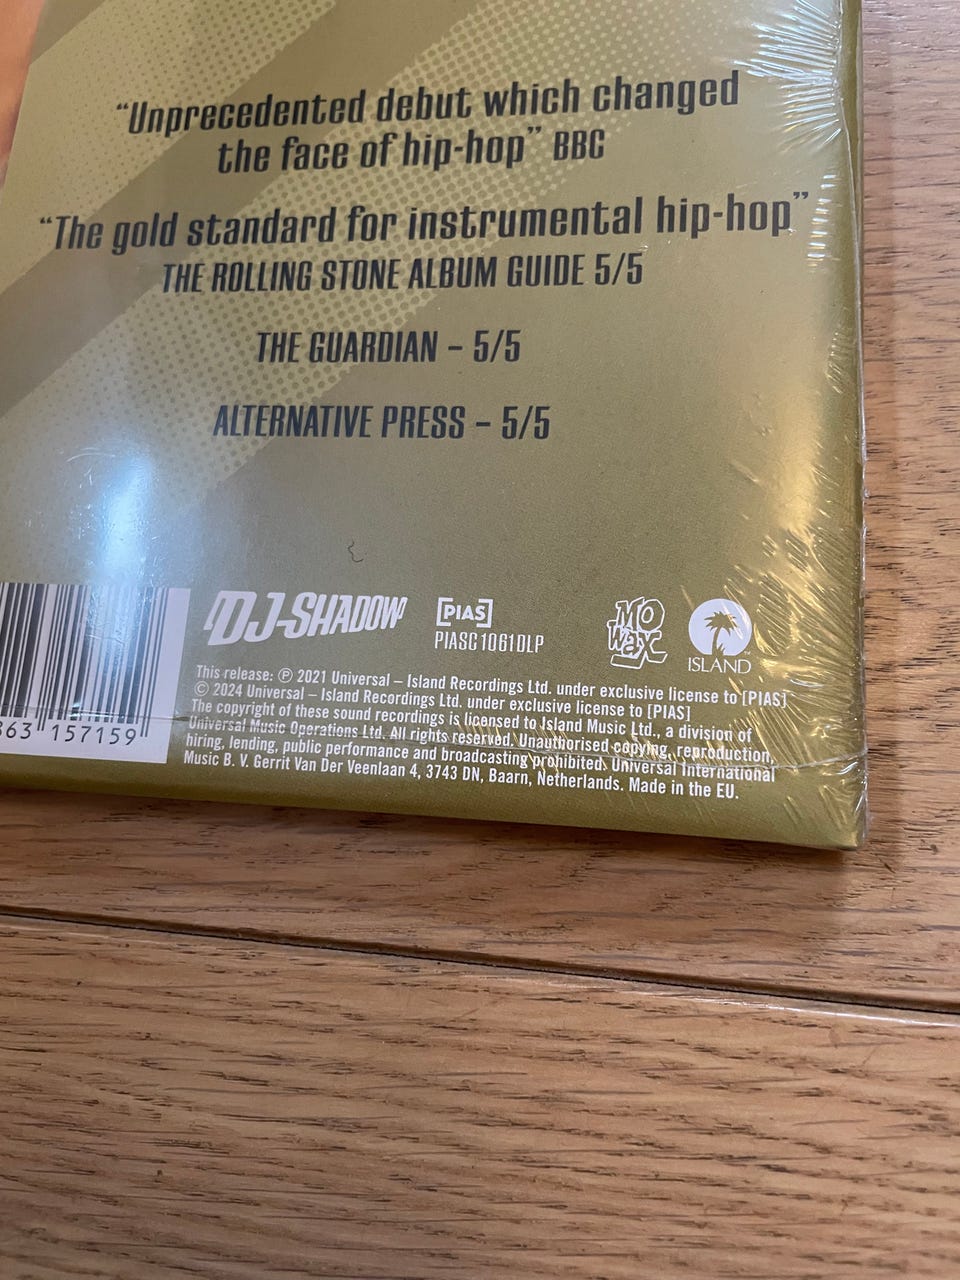 “Unprecedented debut which changed
the face of hip-hop” BBC
“The gold standard for instrumental hip-hop”
THE ROLLING STONE ALBUM GUIDE 5/5
THE GUARDIAN – 5/5
ALTERNATIVE PRESS – 5/5
DJ-SHADOW
[PIAS]
PIASC1061DLP
MO
Wax
ISLAND
This release: ℗ 2021 Universal – Island Recordings Ltd. under exclusive license to [PIAS]
© 2024 Universal – Island Recordings Ltd. under exclusive license to [PIAS]
The copyright of these sound recordings is licensed to Island Music Ltd., a division of
Universal Music Operations Ltd. All rights reserved. Unauthorised copying, reproduction,
hiring, lending, public performance and broadcasting prohibited. Universal International
Music B. V. Gerrit Van Der Veenlaan 4, 3743 DN, Baarn, Netherlands. Made in the EU.
157159